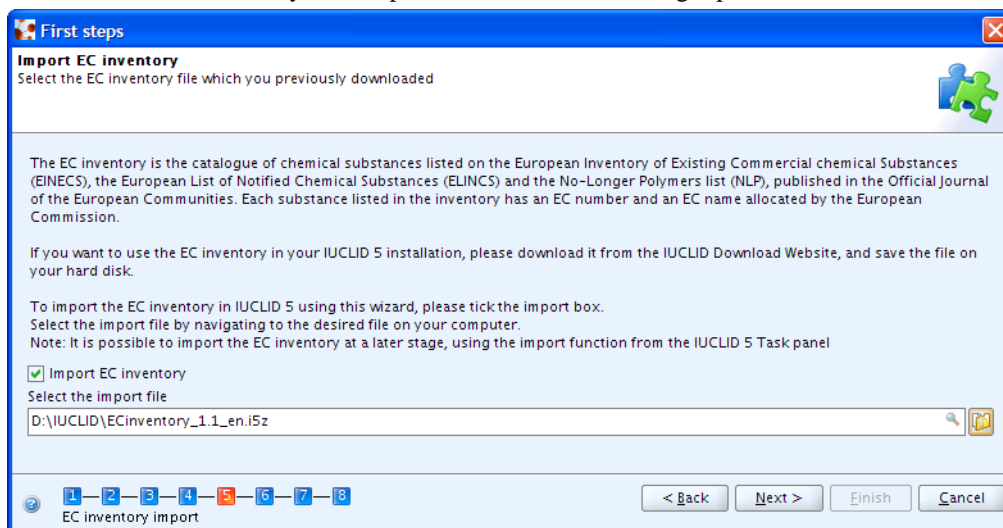 First steps
Import EC inventory
Select the EC inventory file which you previously downloaded
The EC inventory is the catalogue of chemical substances listed on the European Inventory of Existing Commercial chemical Substances
(EINECS), the European List of Notified Chemical Substances (ELINCS) and the No-Longer Polymers list (NLP), published in the Official Journal
of the European Communities. Each substance listed in the inventory has an EC number and an EC name allocated by the European
Commission.
If you want to use the EC inventory in your IUCLID 5 installation, please download it from the IUCLID Download Website, and save the file on
your hard disk.
To import the EC inventory in IUCLID 5 using this wizard, please tick the import box.
Select the import file by navigating to the desired file on your computer.
Note: It is possible to import the EC inventory at a later stage, using the import function from the IUCLID 5 Task panel
Import EC inventory
Select the import file
D:\IUCLID\ECinventory_1.1_en.i5z
1 2 3 4 5 6 7 8
EC inventory import
< Back Next > Finish Cancel